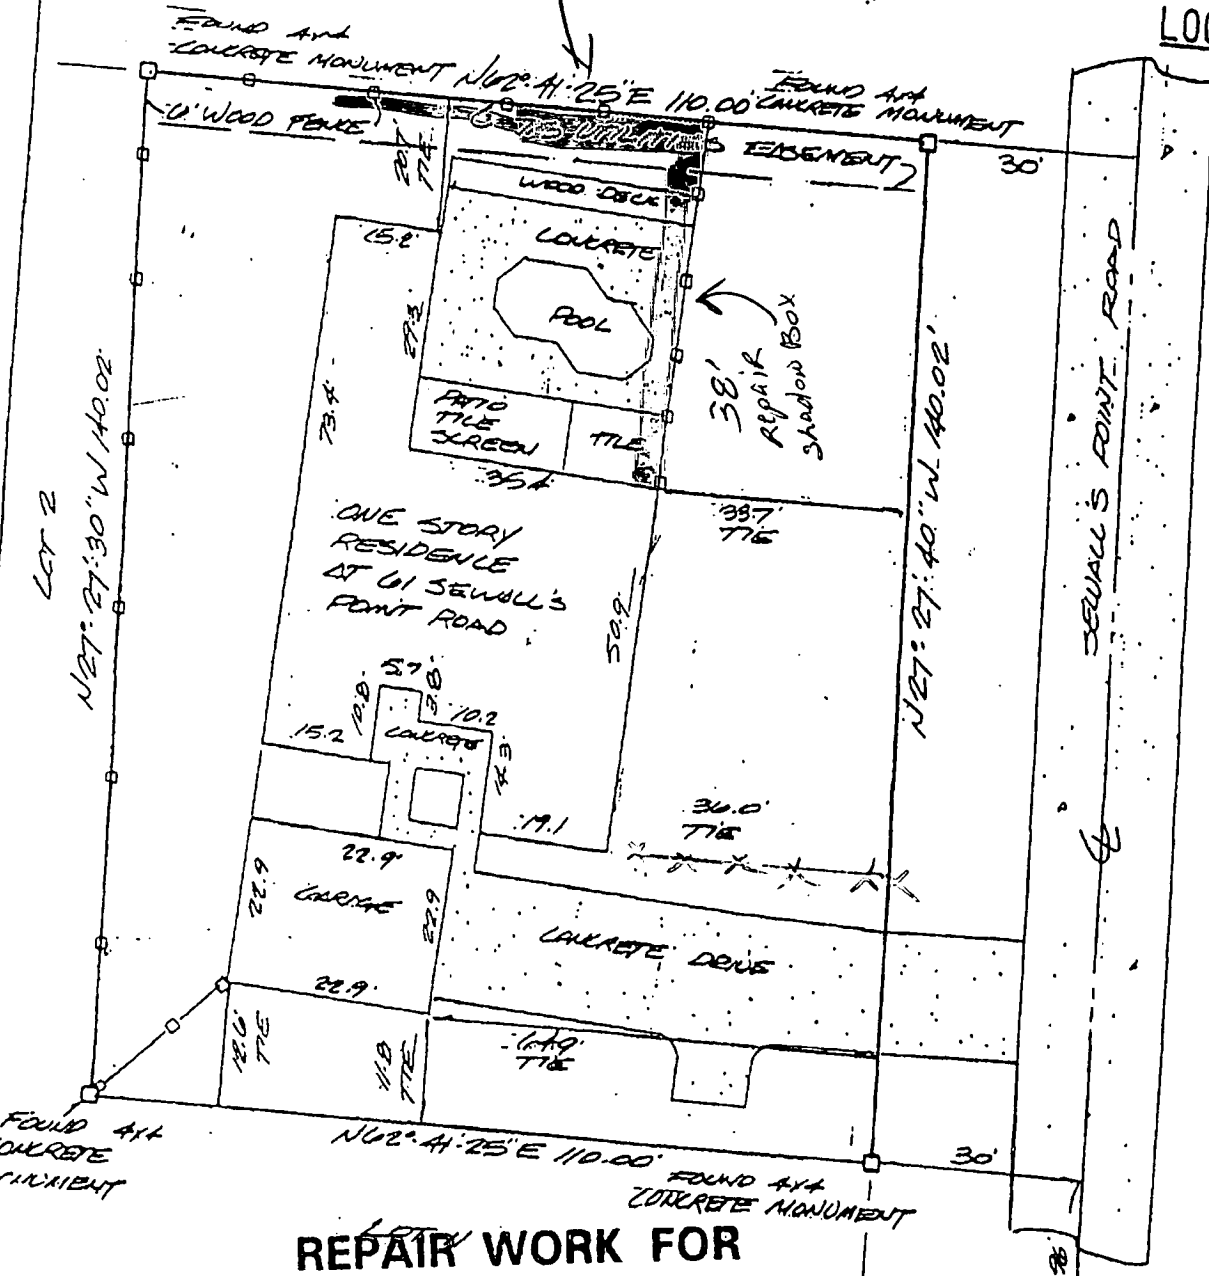 LOC
FOUND 4x4
CONCRETE MONUMENT
N62°41'25"E 110.00'
FOUND 4x4
CONCRETE MONUMENT
6' WOOD FENCE
20.7'
TIE
7.5' UTILITIES EASEMENT
30'
WOOD DECK
15.2'
CONCRETE
POOL
29.3
73.4'
38'
Repair
Shadow Box
PATIO
TILE
SCREEN
TILE
35.4
33.7'
TIE
LOT 2
N27°27'30"W 140.02'
N27°27'40"W 140.02'
SEWALL'S POINT ROAD
ONE STORY
RESIDENCE
AT 61 SEWALL'S
POINT ROAD
50.9'
5.7'
3.8'
10.8'
10.2
15.2
CONCRETE
14.3
19.1
36.0'
TIE
22.9'
22.9
GARAGE
22.9
22.9'
CONCRETE DRIVE
12.6'
TIE
11.8
TIE
TIE
FOUND 4x4
CONCRETE
MONUMENT
N62°41'25"E 110.00'
FOUND 4x4
CONCRETE MONUMENT
30'
REPAIR WORK FOR